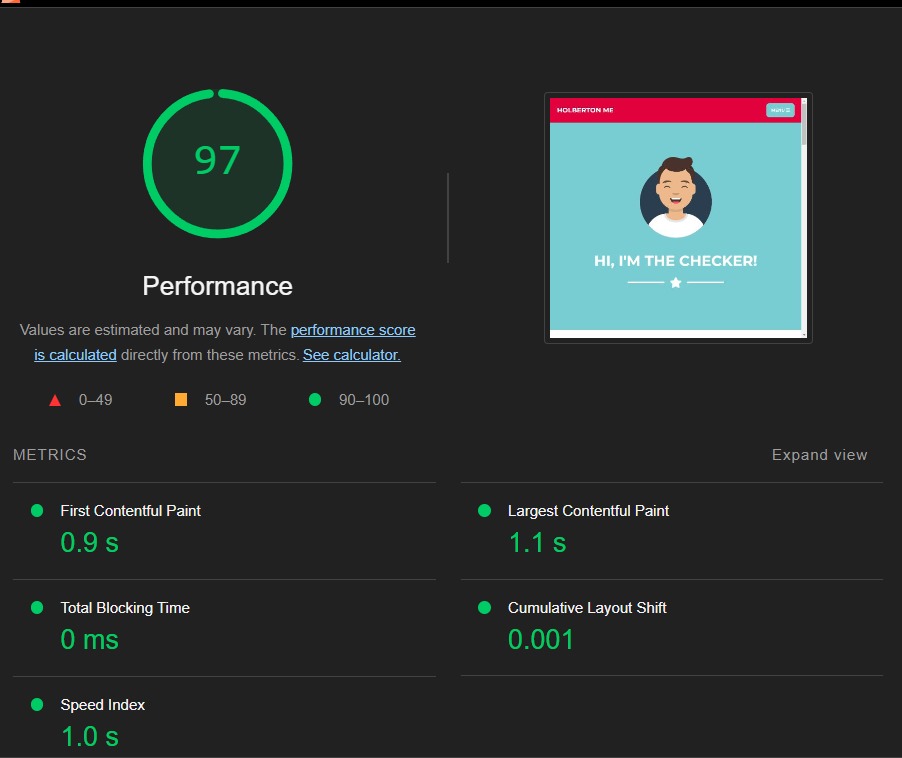 97
Performance
Values are estimated and may vary. The performance score
is calculated directly from these metrics. See calculator.
0–49
50–89
90–100
HOLBERTON ME
MENU
HI, I'M THE CHECKER!
METRICS
Expand view
First Contentful Paint
0.9 s
Largest Contentful Paint
1.1 s
Total Blocking Time
0 ms
Cumulative Layout Shift
0.001
Speed Index
1.0 s